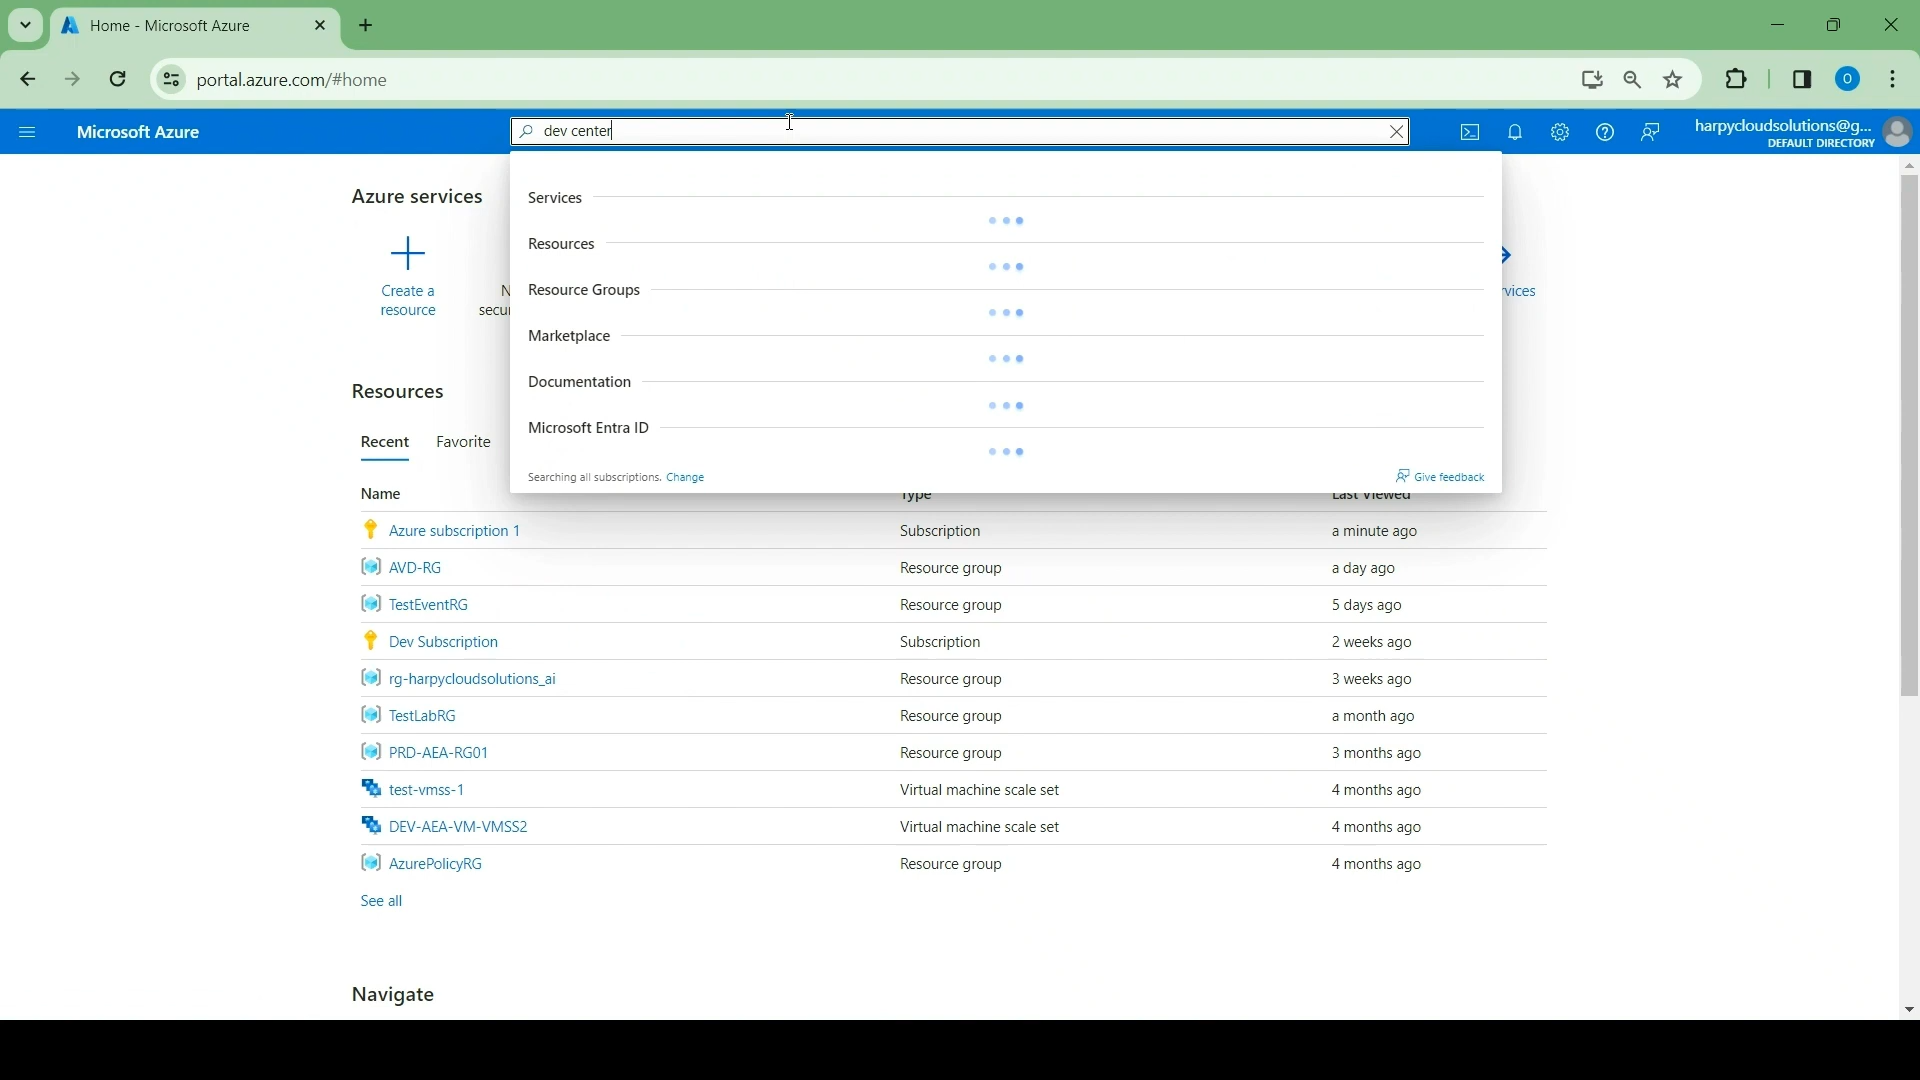 Home - Microsoft Azure
portal.azure.com/#home
O
Microsoft Azure
dev center
harpycloudsolutions@g...
DEFAULT DIRECTORY
Azure services
Services
Resources
Create a
resource
Resource Groups
Marketplace
Documentation
Microsoft Entra ID
Searching all subscriptions. Change
Give feedback
Resources
Recent Favorite
Name Type Last Viewed
Azure subscription 1 Subscription a minute ago
AVD-RG Resource group a day ago
TestEventRG Resource group 5 days ago
Dev Subscription Subscription 2 weeks ago
rg-harpycloudsolutions_ai Resource group 3 weeks ago
TestLabRG Resource group a month ago
PRD-AEA-RG01 Resource group 3 months ago
test-vmss-1 Virtual machine scale set 4 months ago
DEV-AEA-VM-VMSS2 Virtual machine scale set 4 months ago
AzurePolicyRG Resource group 4 months ago
See all
Navigate